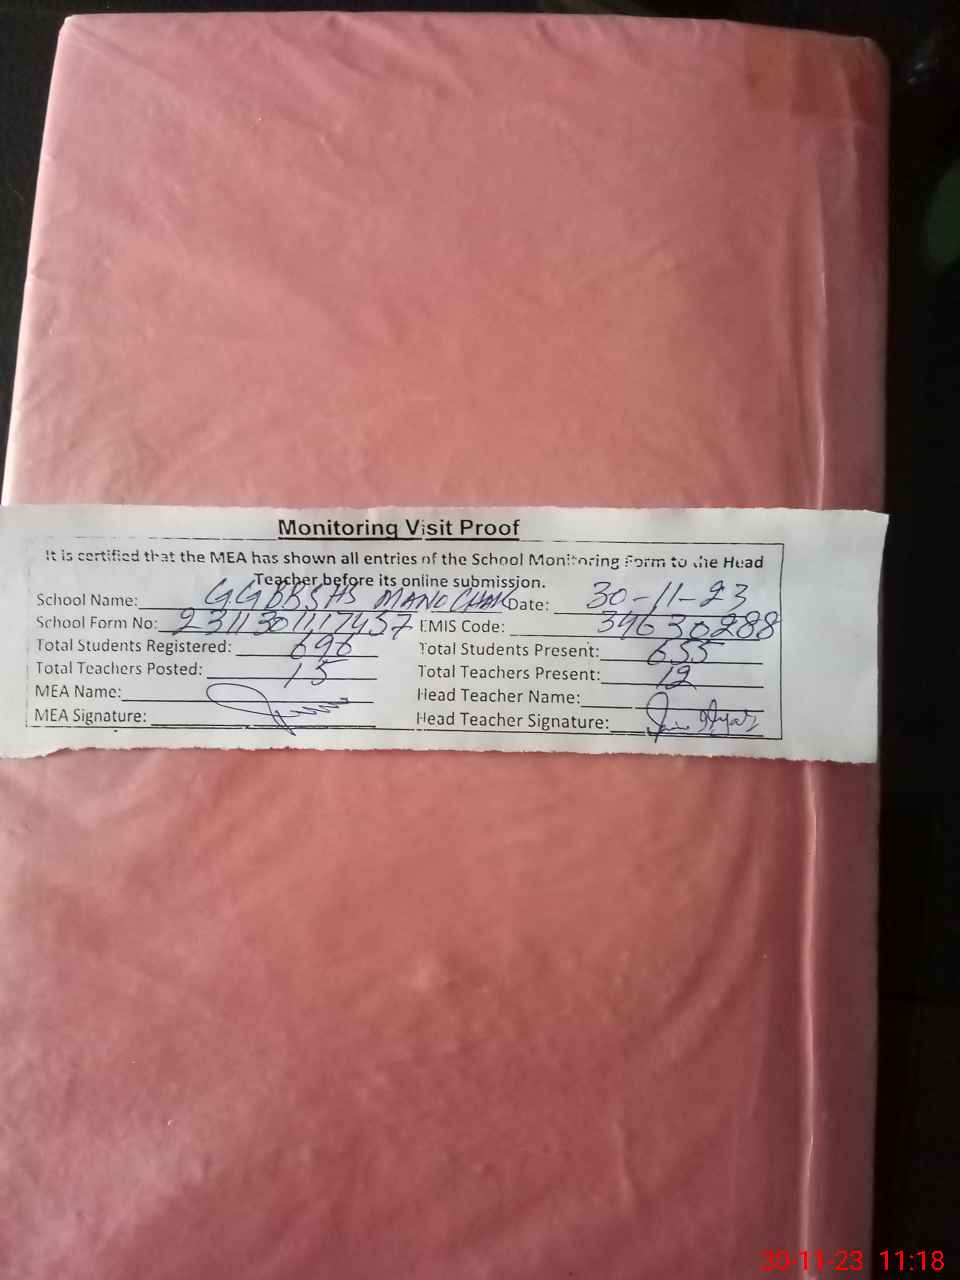 Monitoring Visit Proof
It is certified that the MEA has shown all entries of the School Monitoring Form to the Head
Teacher before its online submission.
School Name: MANO CHAK Date: 30-11-23
School Form No: 2311301117457 EMIS Code: 34630288
Total Students Registered: 696 Total Students Present: 655
Total Teachers Posted: 15 Total Teachers Present: 12
MEA Name: Head Teacher Name:
MEA Signature: Head Teacher Signature:
30-11-23 11:18